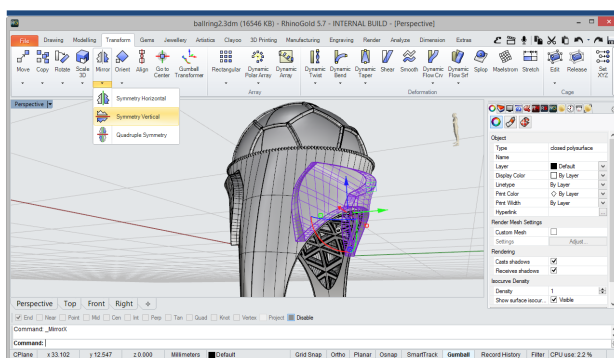 ballring2.3dm (16546 KB) - RhinoGold 5.7 - INTERNAL BUILD - [Perspective]
File Drawing Modelling Transform Gems Jewellery Artistics Clayoo 3D Printing Manufacturing Engraving Render Analyze Dimension Extras
Move Copy Rotate Scale 3D Mirror Orient Align Go to Center Gumball Transformer Rectangular Dynamic Polar Array Dynamic Array Dynamic Twist Dynamic Bend Dynamic Taper Shear Smooth Dynamic Flow Crv Dynamic Flow Srf Splop Maelstrom Stretch Edit Release Set XYZ
Array Deformation Cage
Perspective
Symmetry Horizontal
Symmetry Vertical
Quadruple Symmetry
Object
Type closed polysurface
Name
Layer Default
Display Color By Layer
Linetype By Layer
Print Color By Layer
Print Width By Layer
Hyperlink
Render Mesh Settings
Custom Mesh
Settings Adjust...
Rendering
Casts shadows
Receives shadows
Isocurve Density
Density 1
Show surface isocur... Visible
Perspective Top Front Right
End Near Point Mid Cen Int Perp Tan Quad Knot Vertex Project Disable
Command: _MirrorX
Command:
CPlane x 33.102 y 12.547 z 0.000 Millimeters Default Grid Snap Ortho Planar Osnap SmartTrack Gumball Record History Filter CPU use: 2.2 %